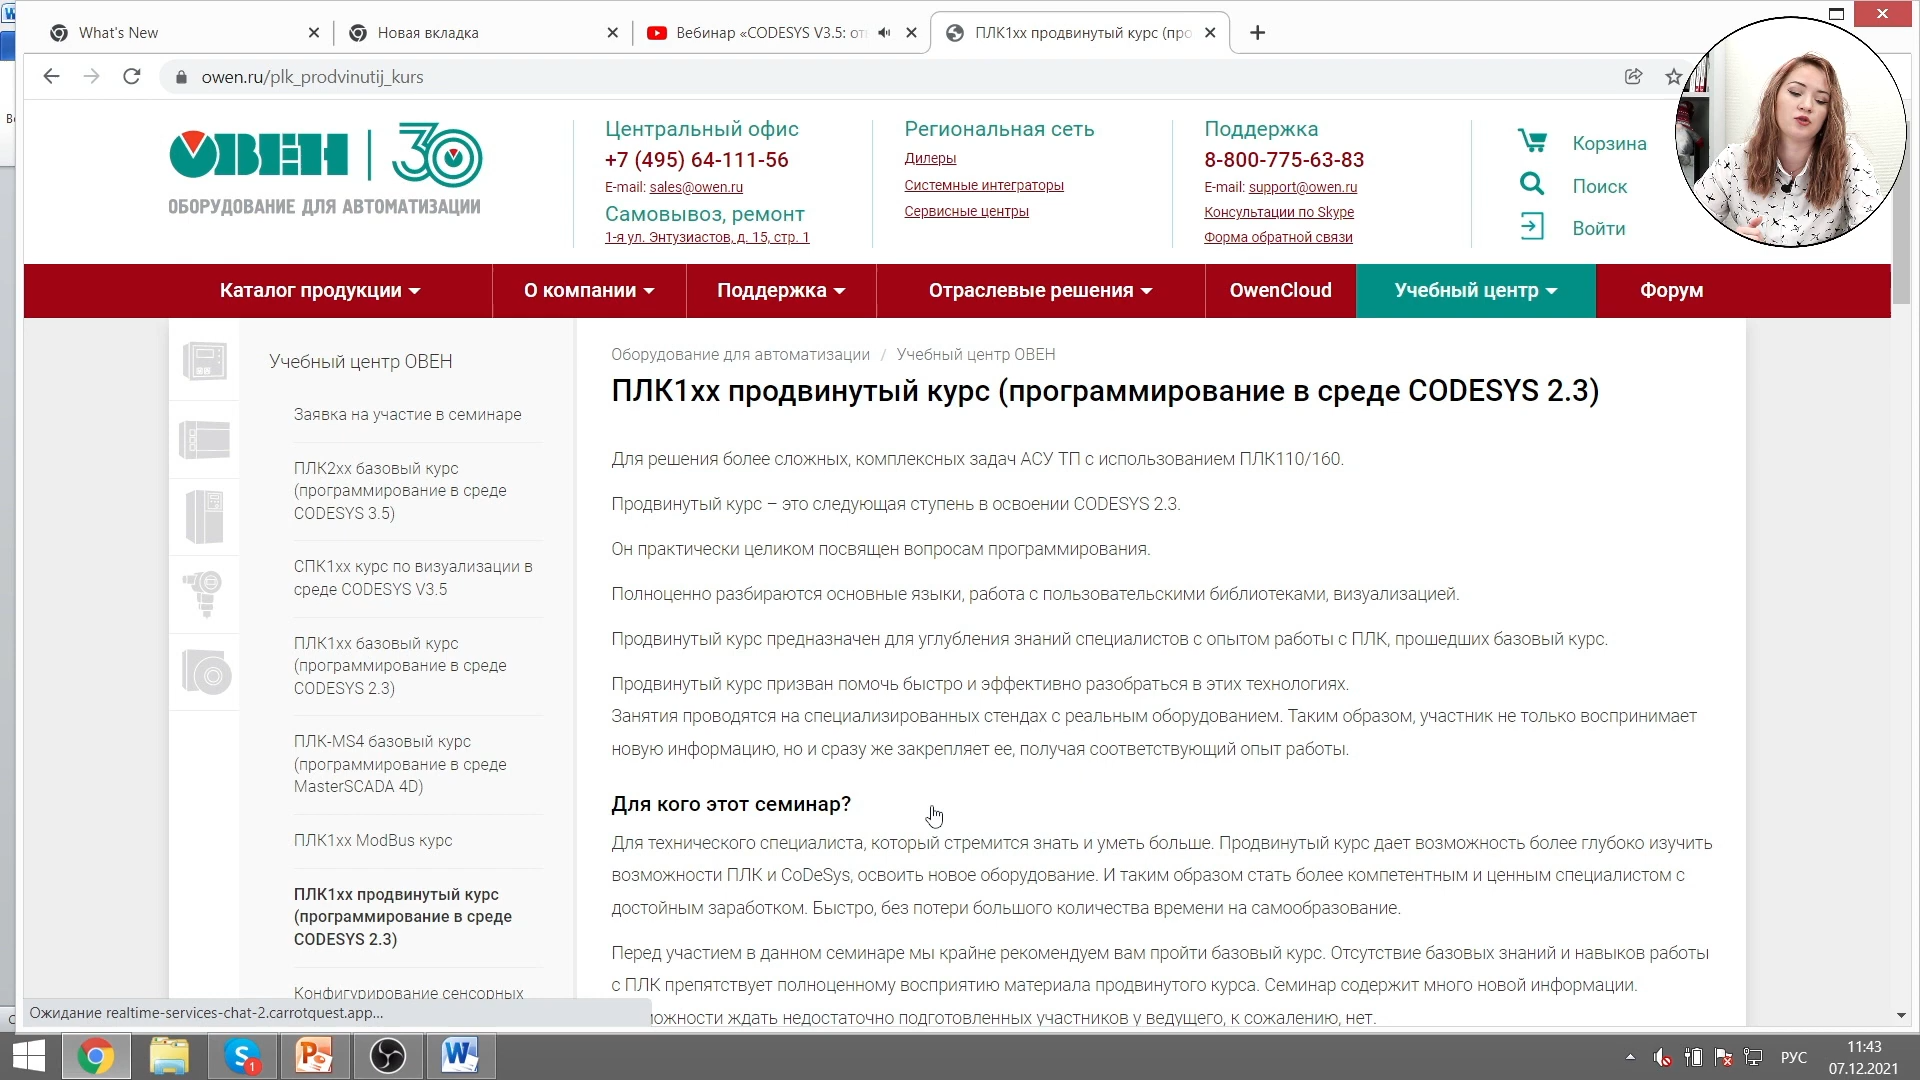 What's New
Новая вкладка
Вебинар «CODESYS V3.5: от
ПЛК1хх продвинутый курс (про
owen.ru/plk_prodvinutij_kurs
ОВЕН | 30
ОБОРУДОВАНИЕ ДЛЯ АВТОМАТИЗАЦИИ
Центральный офис
+7 (495) 64-111-56
E-mail: sales@owen.ru
Самовывоз, ремонт
1-я ул. Энтузиастов, д. 15, стр. 1
Региональная сеть
Дилеры
Системные интеграторы
Сервисные центры
Поддержка
8-800-775-63-83
E-mail: support@owen.ru
Консультации по Skype
Форма обратной связи
Корзина
Поиск
Войти
Каталог продукции
О компании
Поддержка
Отраслевые решения
OwenCloud
Учебный центр
Форум
Учебный центр ОВЕН
Заявка на участие в семинаре
ПЛК2хх базовый курс
(программирование в среде
CODESYS 3.5)
СПК1хх курс по визуализации в
среде CODESYS V3.5
ПЛК1хх базовый курс
(программирование в среде
CODESYS 2.3)
ПЛК-MS4 базовый курс
(программирование в среде
MasterSCADA 4D)
ПЛК1хх ModBus курс
ПЛК1хх продвинутый курс
(программирование в среде
CODESYS 2.3)
Конфигурирование сенсорных
Оборудование для автоматизации / Учебный центр ОВЕН
ПЛК1хх продвинутый курс (программирование в среде CODESYS 2.3)
Для решения более сложных, комплексных задач АСУ ТП с использованием ПЛК110/160.
Продвинутый курс – это следующая ступень в освоении CODESYS 2.3.
Он практически целиком посвящен вопросам программирования.
Полноценно разбираются основные языки, работа с пользовательскими библиотеками, визуализацией.
Продвинутый курс предназначен для углубления знаний специалистов с опытом работы с ПЛК, прошедших базовый курс.
Продвинутый курс призван помочь быстро и эффективно разобраться в этих технологиях.
Занятия проводятся на специализированных стендах с реальным оборудованием. Таким образом, участник не только воспринимает
новую информацию, но и сразу же закрепляет ее, получая соответствующий опыт работы.
Для кого этот семинар?
Для технического специалиста, который стремится знать и уметь больше. Продвинутый курс дает возможность более глубоко изучить
возможности ПЛК и CoDeSys, освоить новое оборудование. И таким образом стать более компетентным и ценным специалистом с
достойным заработком. Быстро, без потери большого количества времени на самообразование.
Перед участием в данном семинаре мы крайне рекомендуем вам пройти базовый курс. Отсутствие базовых знаний и навыков работы
с ПЛК препятствует полноценному восприятию материала продвинутого курса. Семинар содержит много новой информации.
можности ждать недостаточно подготовленных участников у ведущего, к сожалению, нет.
Ожидание realtime-services-chat-2.carrotquest.app...
РУС
11:43
07.12.2021